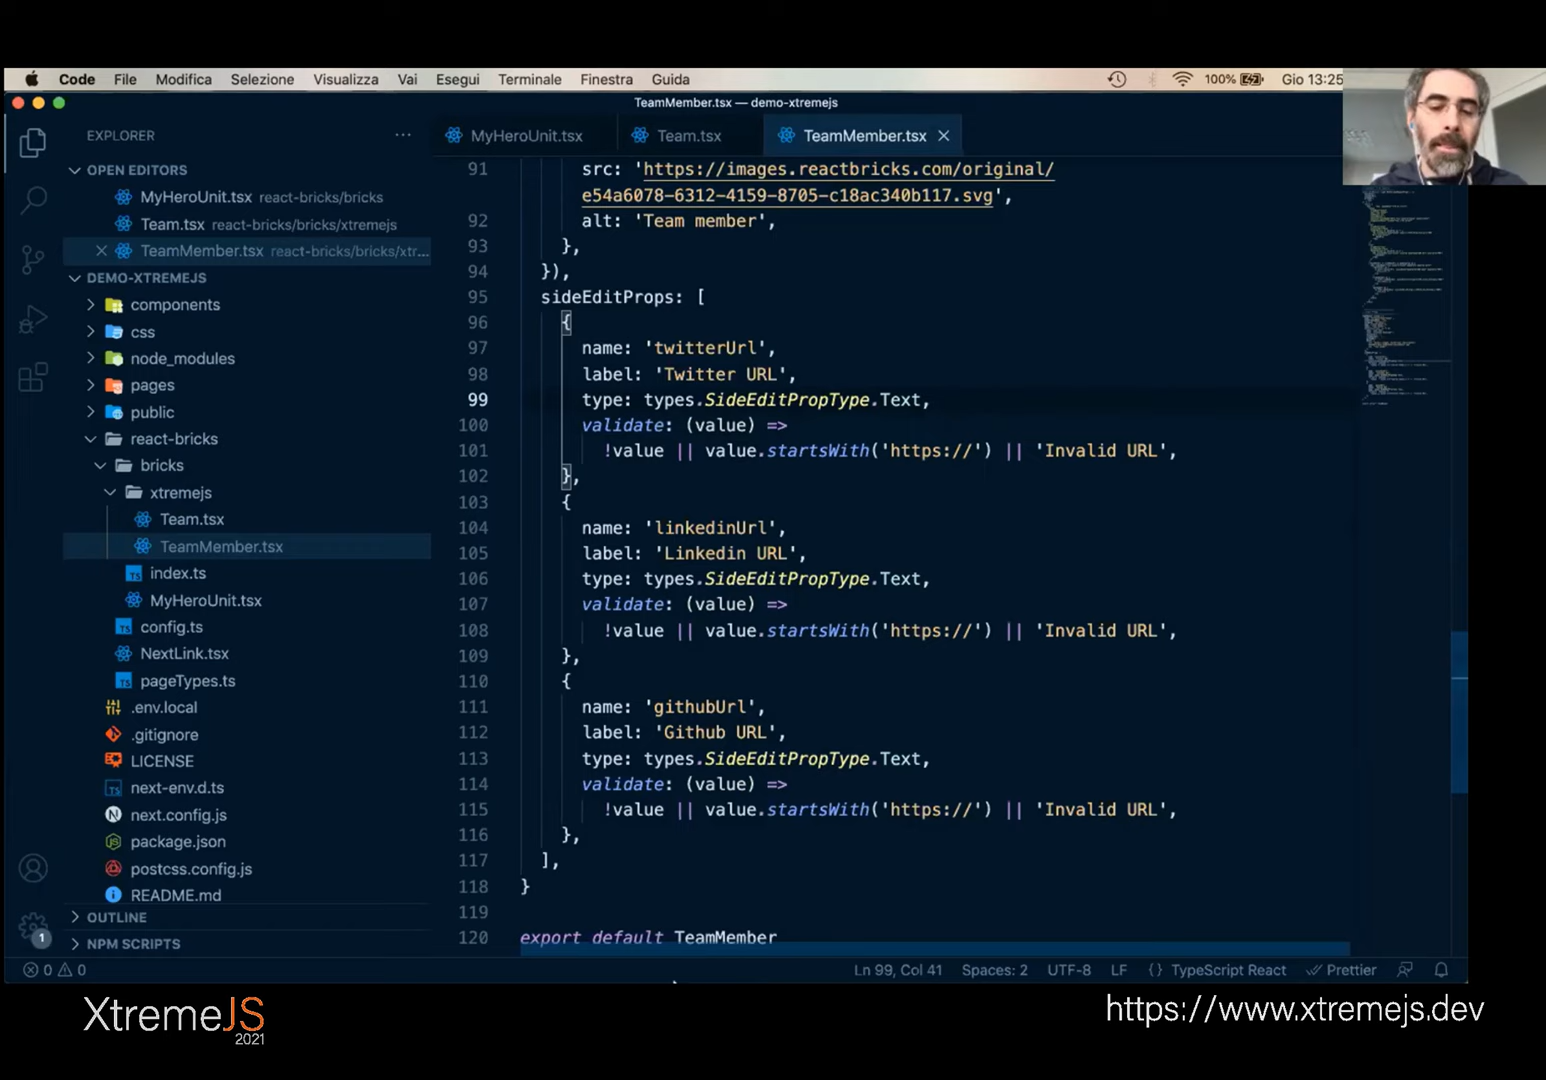 Code File Modifica Selezione Visualizza Vai Esegui Terminale Finestra Guida 100% Gio 13:25
TeamMember.tsx — demo-xtremejs
EXPLORER ...
MyHeroUnit.tsx Team.tsx TeamMember.tsx
OPEN EDITORS
MyHeroUnit.tsx react-bricks/bricks
Team.tsx react-bricks/bricks/xtremejs
TeamMember.tsx react-bricks/bricks/xtr...
DEMO-XTREMEJS
components
css
node_modules
pages
public
react-bricks
bricks
xtremejs
Team.tsx
TeamMember.tsx
index.ts
MyHeroUnit.tsx
config.ts
NextLink.tsx
pageTypes.ts
.env.local
.gitignore
LICENSE
next-env.d.ts
next.config.js
package.json
postcss.config.js
README.md
OUTLINE
NPM SCRIPTS
1
91 src: 'https://images.reactbricks.com/original/
e54a6078-6312-4159-8705-c18ac340b117.svg',
92 alt: 'Team member',
93 },
94 }),
95 sideEditProps: [
96 {
97 name: 'twitterUrl',
98 label: 'Twitter URL',
99 type: types.SideEditPropType.Text,
100 validate: (value) =>
101 !value || value.startsWith('https://') || 'Invalid URL',
102 },
103 {
104 name: 'linkedinUrl',
105 label: 'Linkedin URL',
106 type: types.SideEditPropType.Text,
107 validate: (value) =>
108 !value || value.startsWith('https://') || 'Invalid URL',
109 },
110 {
111 name: 'githubUrl',
112 label: 'Github URL',
113 type: types.SideEditPropType.Text,
114 validate: (value) =>
115 !value || value.startsWith('https://') || 'Invalid URL',
116 },
117 ],
118 }
119
120 export default TeamMember
0 0 Ln 99, Col 41 Spaces: 2 UTF-8 LF {} TypeScript React Prettier
XtremeJS
2021
https://www.xtremejs.dev